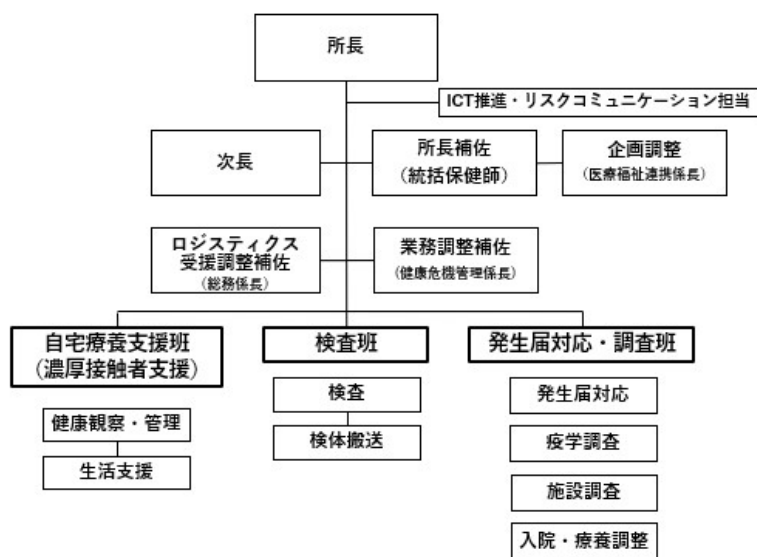 所長
ICT推進・リスクコミュニケーション担当
次長
所長補佐
(統括保健師)
企画調整
(医療福祉連携係長)
ロジスティクス
受援調整補佐
(総務係長)
業務調整補佐
(健康危機管理係長)
自宅療養支援班
(濃厚接触者支援)
検査班
発生届対応・調査班
健康観察・管理
生活支援
検査
検体搬送
発生届対応
疫学調査
施設調査
入院・療養調整